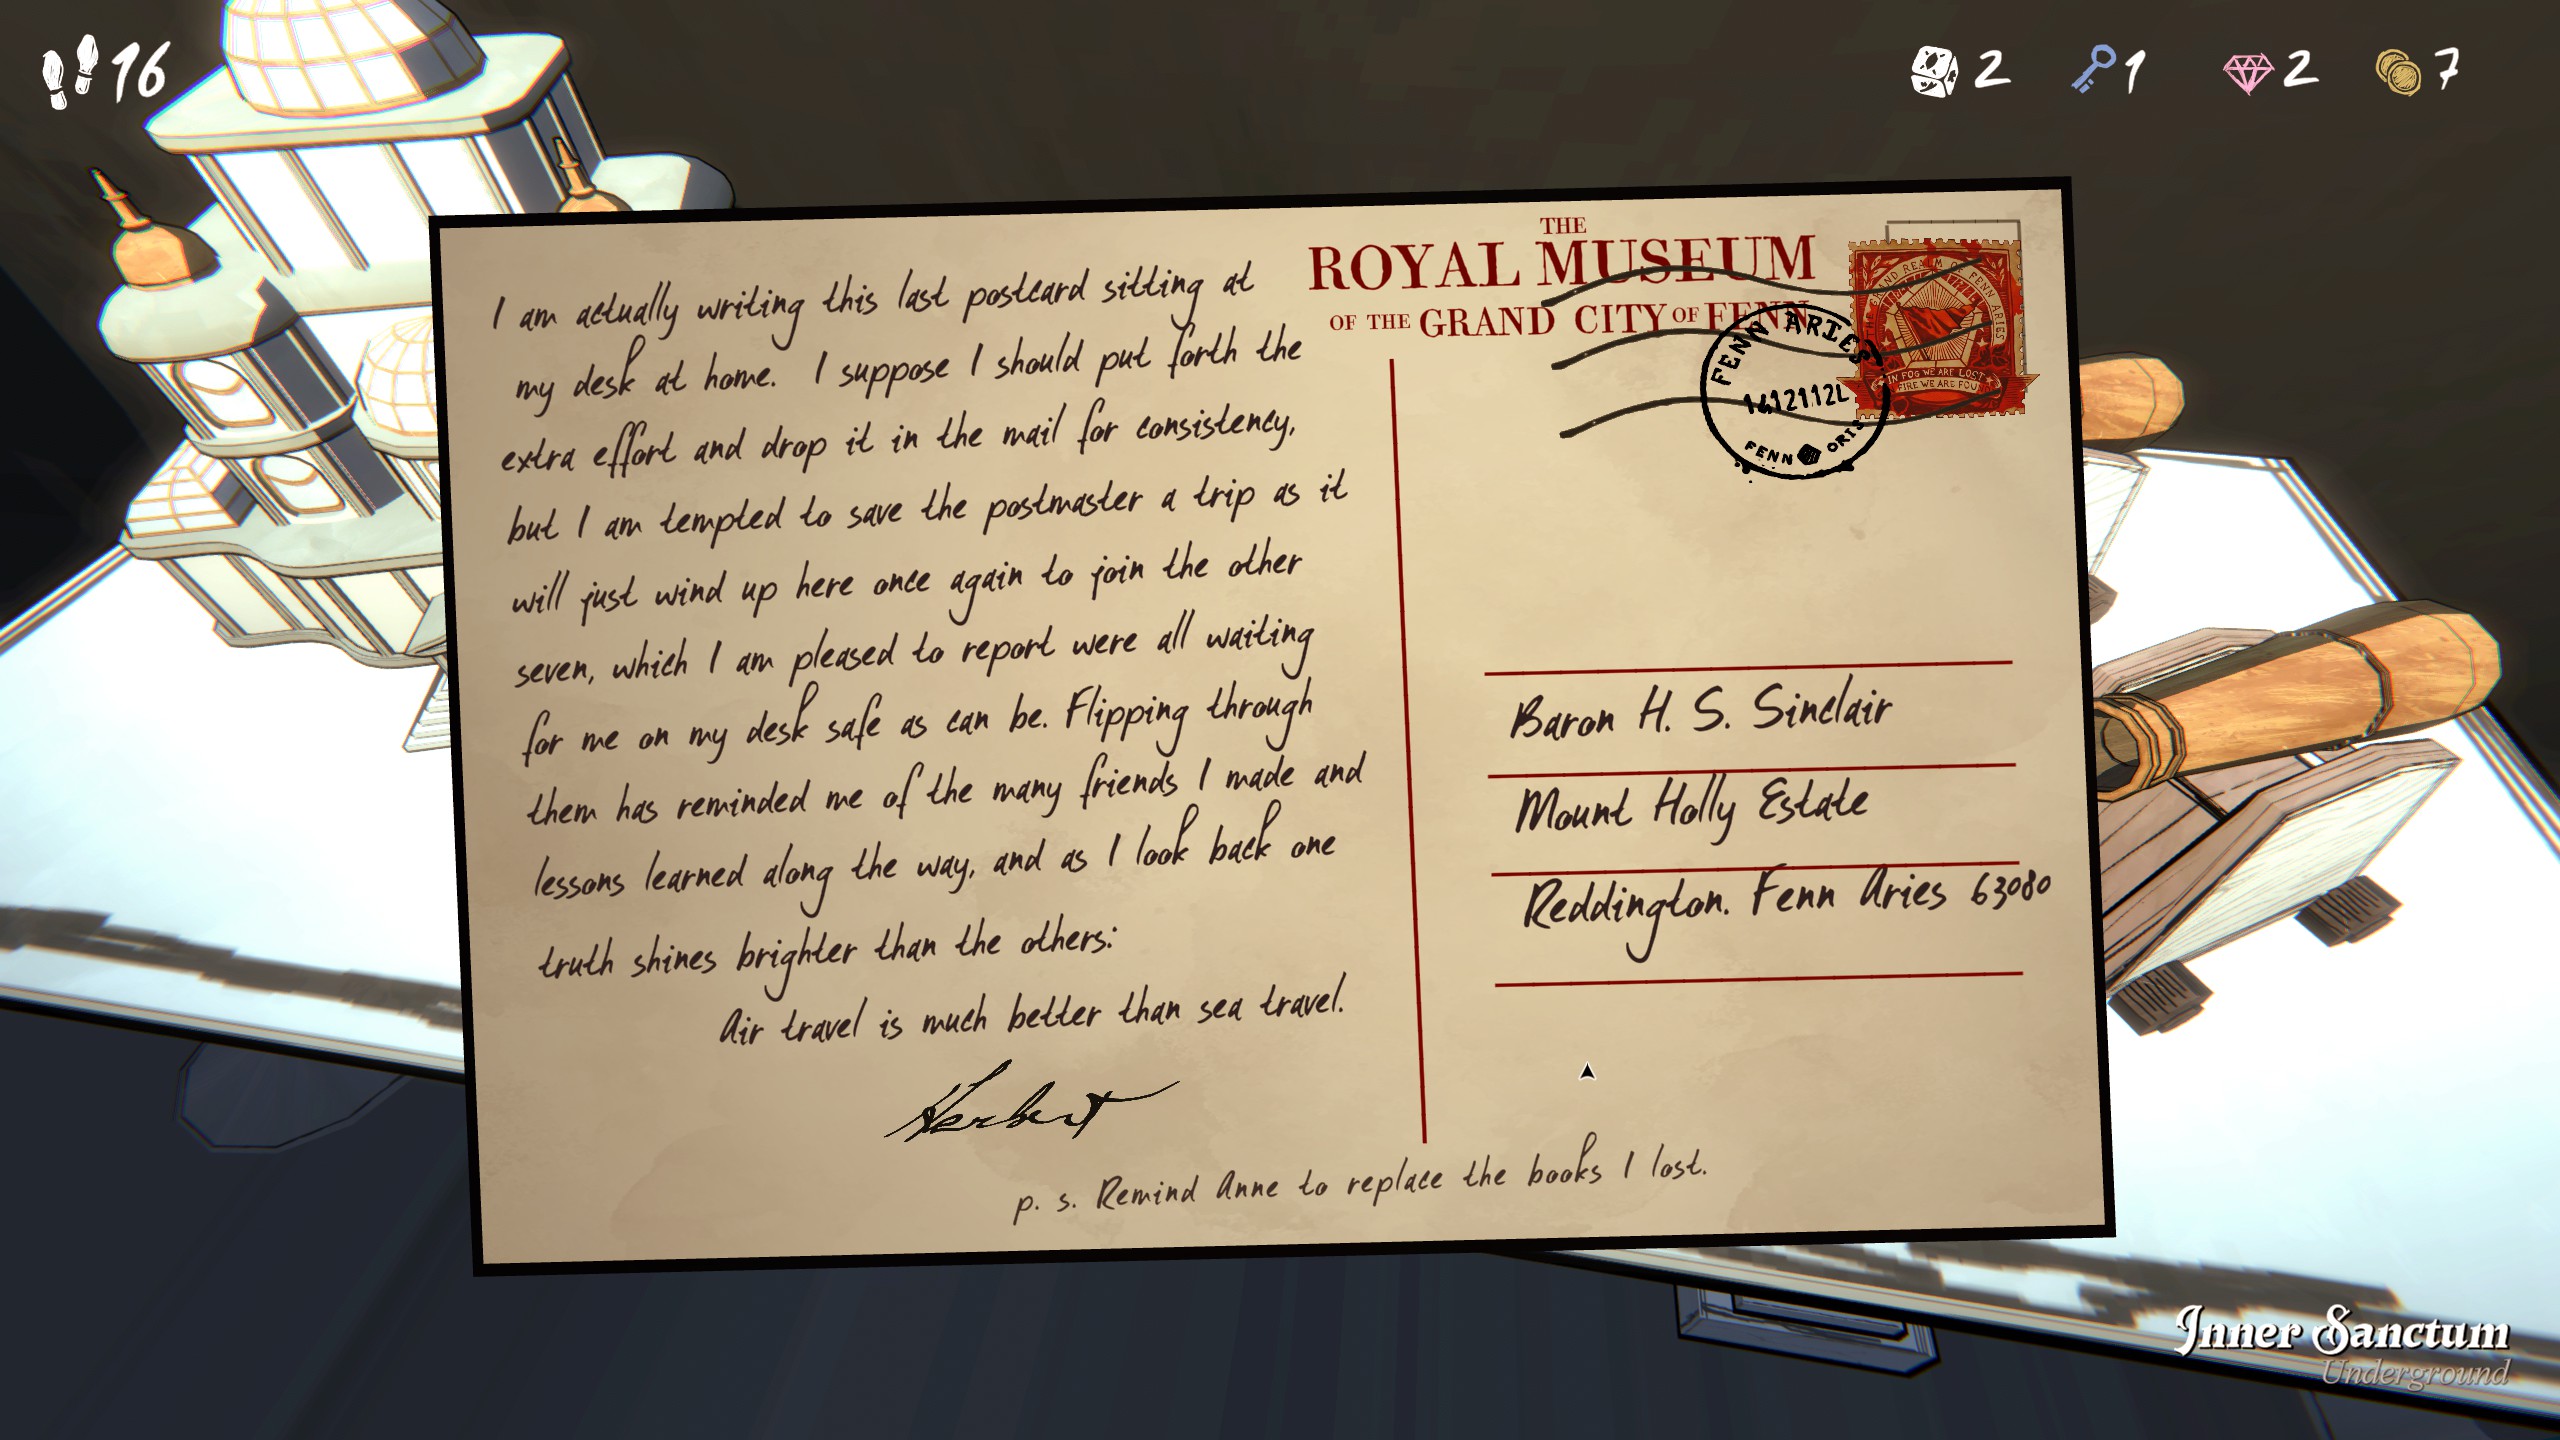 16
2
1
2
7
THE
ROYAL MUSEUM
OF THE GRAND CITY OF FENN
I am actually writing this last postcard sitting at
my desk at home. I suppose I should put forth the
extra effort and drop it in the mail for consistency,
but I am tempted to save the postmaster a trip as it
will just wind up here once again to join the other
seven, which I am pleased to report were all waiting
for me on my desk safe as can be. Flipping through
them has reminded me of the many friends I made and
lessons learned along the way, and as I look back one
truth shines brighter than the others:
Air travel is much better than sea travel.
Herbert
p. s. Remind Anne to replace the books I lost.
REALM OF FENN ARIES
IN FOG WE ARE LOST
FIRE WE ARE
FENN ARIES
FENN ORIS
Baron H. S. Sinclair
Mount Holly Estate
Reddington. Fenn Aries 63080
Inner Sanctum
Underground